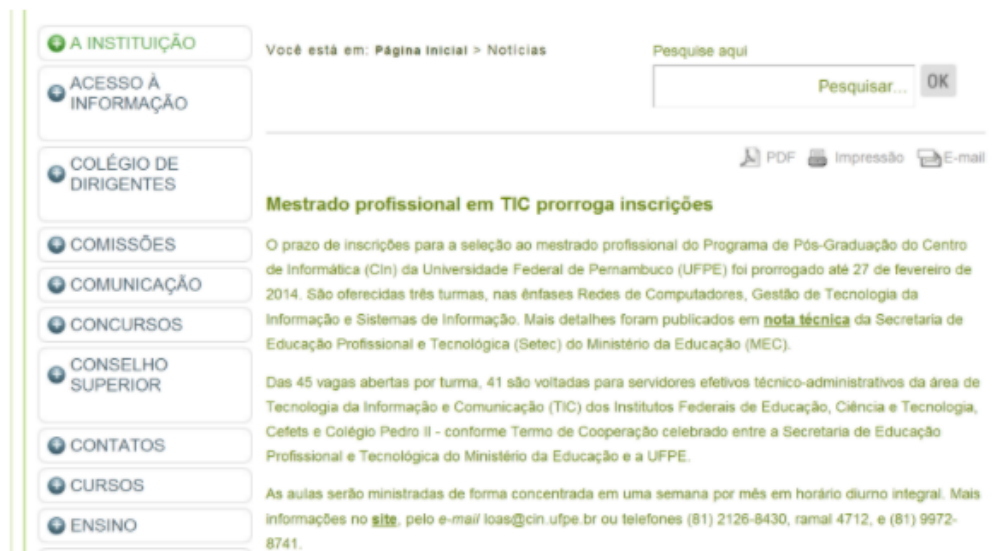 A INSTITUIÇÃO
ACESSO À
INFORMAÇÃO
COLÉGIO DE
DIRIGENTES
COMISSÕES
COMUNICAÇÃO
CONCURSOS
CONSELHO
SUPERIOR
CONTATOS
CURSOS
ENSINO
Você está em: Página Inicial > Notícias
Pesquise aqui
Pesquisar... OK
PDF Impressão E-mail
Mestrado profissional em TIC prorroga inscrições
O prazo de inscrições para a seleção ao mestrado profissional do Programa de Pós-Graduação do Centro
de Informática (CIn) da Universidade Federal de Pernambuco (UFPE) foi prorrogado até 27 de fevereiro de
2014. São oferecidas três turmas, nas ênfases Redes de Computadores, Gestão de Tecnologia da
Informação e Sistemas de Informação. Mais detalhes foram publicados em nota técnica da Secretaria de
Educação Profissional e Tecnológica (Setec) do Ministério da Educação (MEC).
Das 45 vagas abertas por turma, 41 são voltadas para servidores efetivos técnico-administrativos da área de
Tecnologia da Informação e Comunicação (TIC) dos Institutos Federais de Educação, Ciência e Tecnologia,
Cefets e Colégio Pedro II - conforme Termo de Cooperação celebrado entre a Secretaria de Educação
Profissional e Tecnológica do Ministério da Educação e a UFPE.
As aulas serão ministradas de forma concentrada em uma semana por mês em horário diurno integral. Mais
informações no site, pelo e-mail loas@cin.ufpe.br ou telefones (81) 2126-8430, ramal 4712, e (81) 9972-
8741.